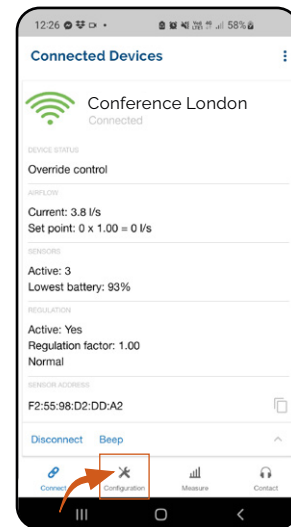 12:26 58%
Connected Devices
Conference London
Connected
DEVICE STATUS
Override control
AIRFLOW
Current: 3.8 l/s
Set point: 0 x 1.00 = 0 l/s
SENSORS
Active: 3
Lowest battery: 93%
REGULATION
Active: Yes
Regulation factor: 1.00
Normal
SENSOR ADDRESS
F2:55:98:D2:DD:A2
Disconnect Beep
Connect Configuration Measure Contact